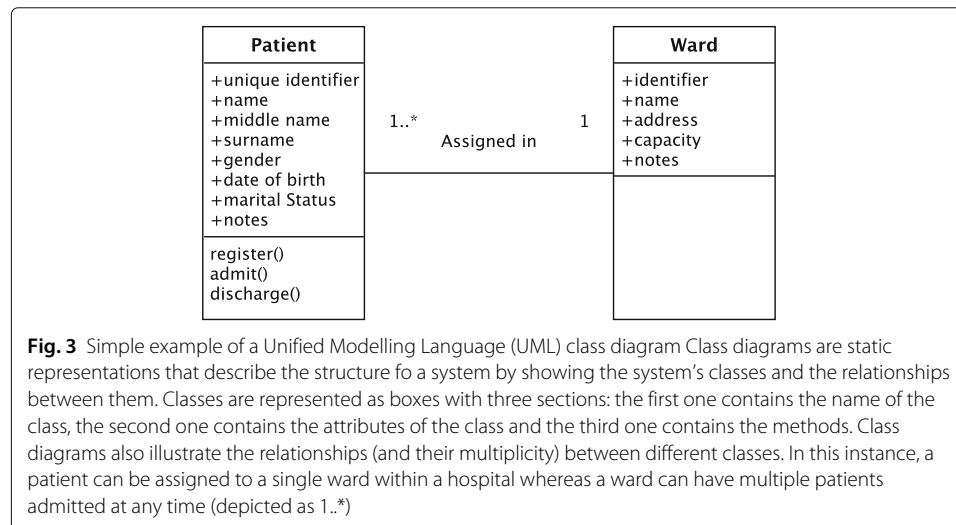 Patient
+unique identifier
+name
+middle name
+surname
+gender
+date of birth
+marital Status
+notes
register()
admit()
discharge()
1..*
Assigned in
1
Ward
+identifier
+name
+address
+capacity
+notes
Fig. 3 Simple example of a Unified Modelling Language (UML) class diagram Class diagrams are static
representations that describe the structure fo a system by showing the system's classes and the relationships
between them. Classes are represented as boxes with three sections: the first one contains the name of the
class, the second one contains the attributes of the class and the third one contains the methods. Class
diagrams also illustrate the relationships (and their multiplicity) between different classes. In this instance, a
patient can be assigned to a single ward within a hospital whereas a ward can have multiple patients
admitted at any time (depicted as 1..*)